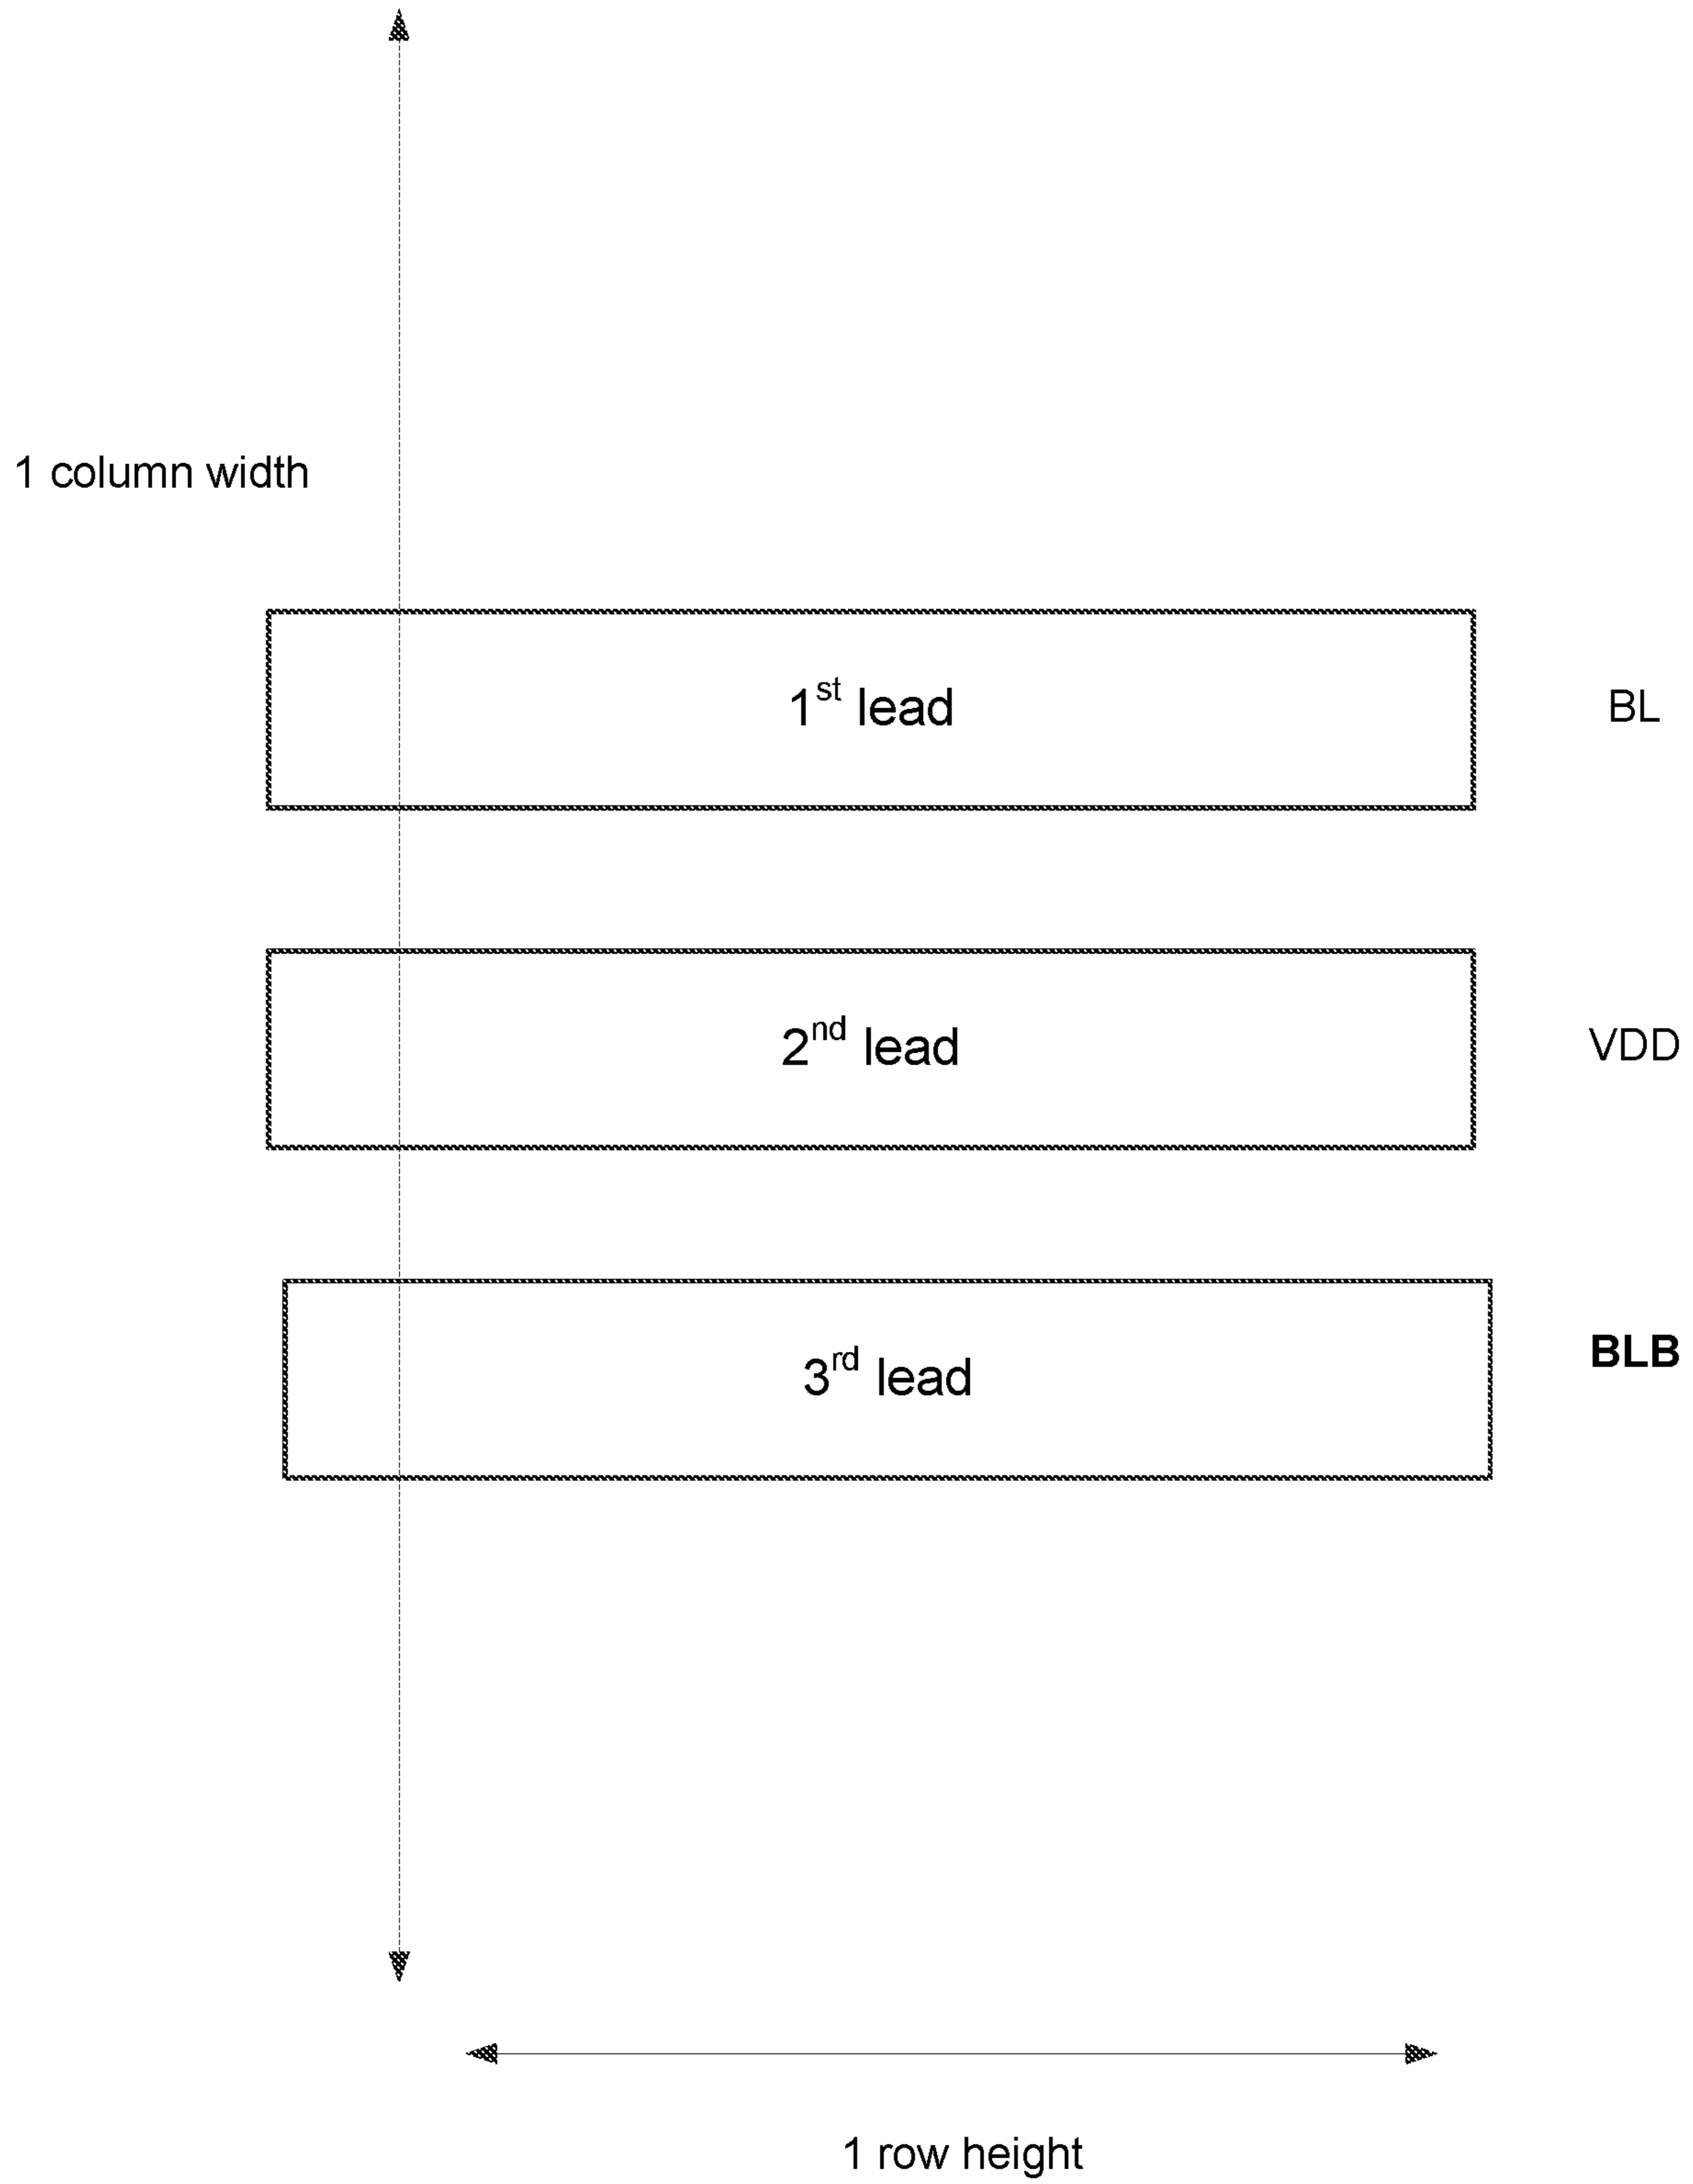 1 column width
1st lead
BL
2nd lead
VDD
3rd lead
BLB
1 row height